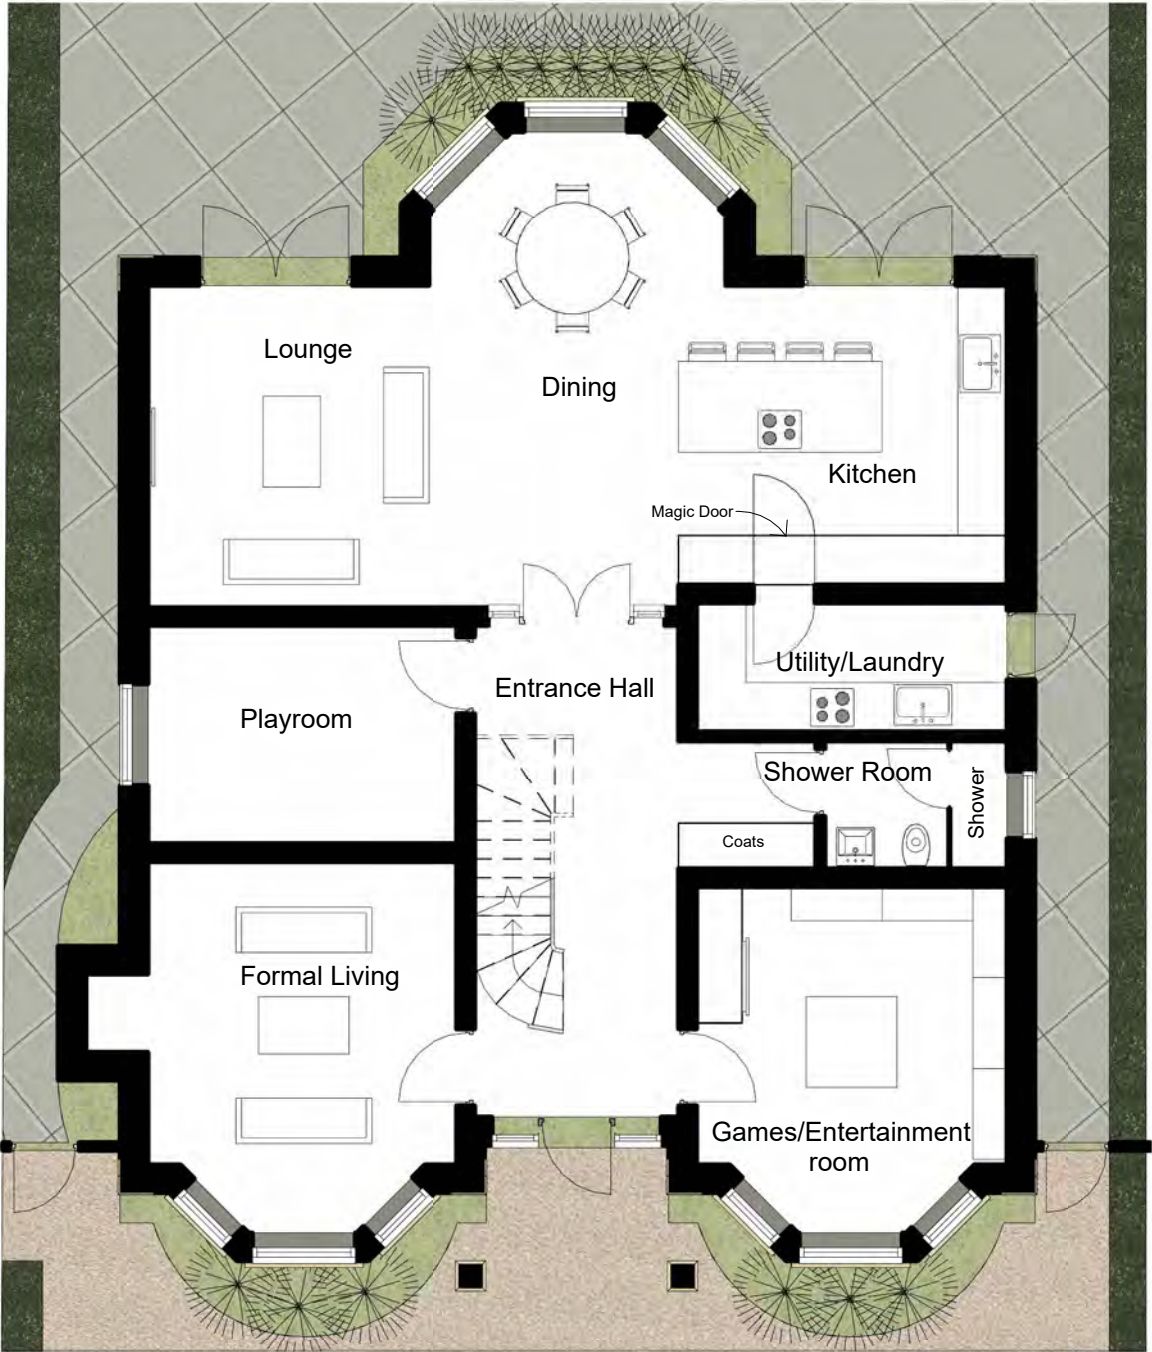 Lounge
Dining
Kitchen
Magic Door
Utility/Laundry
Entrance Hall
Playroom
Shower Room
Shower
Coats
Formal Living
Games/Entertainment
room